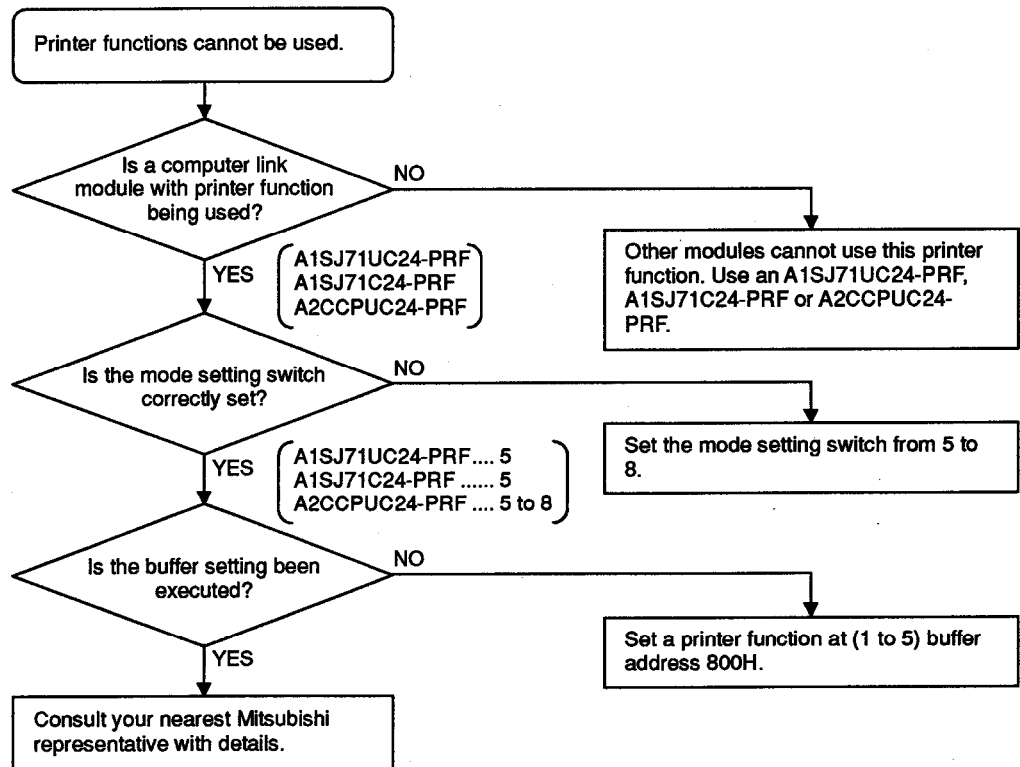 Printer functions cannot be used.
Is a computer link
module with printer function
being used?
NO
Other modules cannot use this printer
function. Use an A1SJ71UC24-PRF,
A1SJ71C24-PRF or A2CCPUC24-
PRF.
YES
A1SJ71UC24-PRF
A1SJ71C24-PRF
A2CCPUC24-PRF
Is the mode setting switch
correctly set?
NO
Set the mode setting switch from 5 to
8.
YES
A1SJ71UC24-PRF.... 5
A1SJ71C24-PRF ...... 5
A2CCPUC24-PRF .... 5 to 8
Is the buffer setting been
executed?
NO
Set a printer function at (1 to 5) buffer
address 800H.
YES
Consult your nearest Mitsubishi
representative with details.